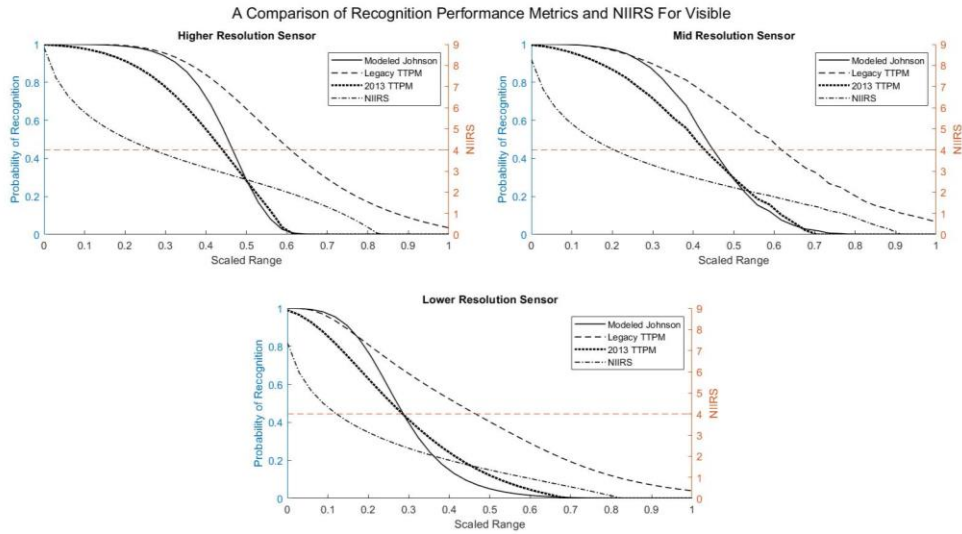 A Comparison of Recognition Performance Metrics and NIIRS For Visible
Higher Resolution Sensor
Probability of Recognition
1
0.8
0.6
0.4
0.2
0
0 0.1 0.2 0.3 0.4 0.5 0.6 0.7 0.8 0.9 1
Scaled Range
9
8
7
6
5
4
3
2
1
0
NIIRS
Modeled Johnson
Legacy TTPM
2013 TTPM
NIIRS
Mid Resolution Sensor
Probability of Recognition
1
0.8
0.6
0.4
0.2
0
0 0.1 0.2 0.3 0.4 0.5 0.6 0.7 0.8 0.9 1
Scaled Range
9
8
7
6
5
4
3
2
1
0
NIIRS
Modeled Johnson
Legacy TTPM
2013 TTPM
NIIRS
Lower Resolution Sensor
Probability of Recognition
1
0.8
0.6
0.4
0.2
0
0 0.1 0.2 0.3 0.4 0.5 0.6 0.7 0.8 0.9 1
Scaled Range
9
8
7
6
5
4
3
2
1
0
NIIRS
Modeled Johnson
Legacy TTPM
2013 TTPM
NIIRS